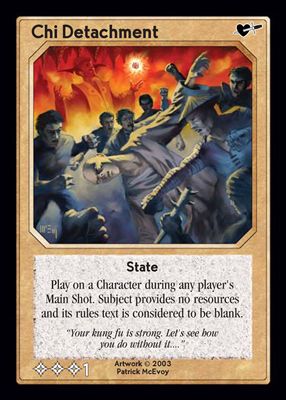 Chi Detachment
State
Play on a Character during any player's
Main Shot. Subject provides no resources
and its rules text is considered to be blank.
"Your kung fu is strong. Let's see how
you do without it...."
1
Artwork © 2003
Patrick McEvoy